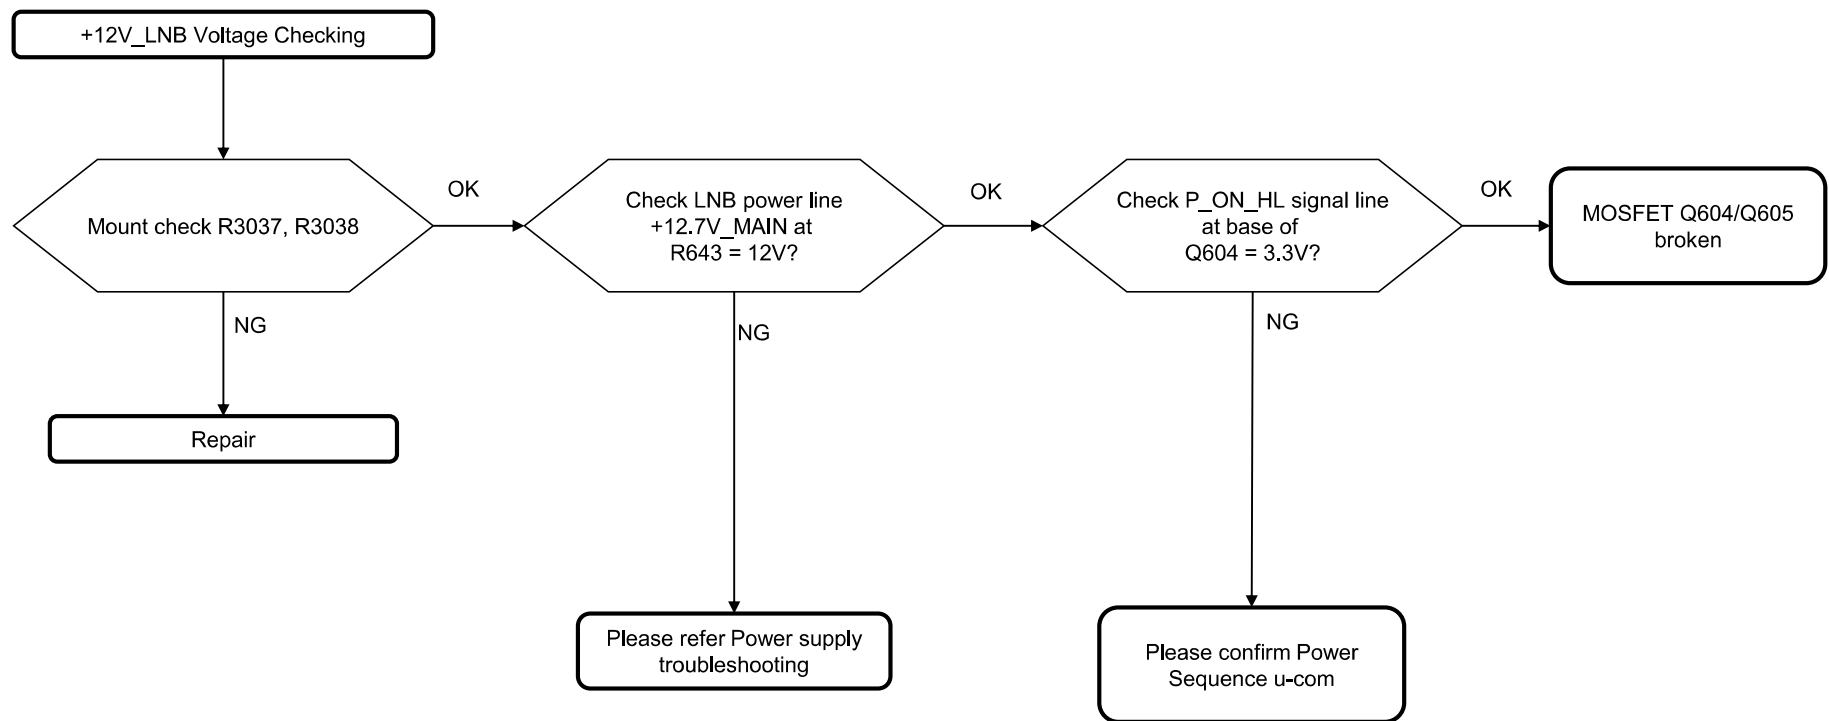 +12V_LNB Voltage Checking
Mount check R3037, R3038
OK
NG
Repair
Check LNB power line
+12.7V_MAIN at
R643 = 12V?
OK
NG
Please refer Power supply
troubleshooting
Check P_ON_HL signal line
at base of
Q604 = 3.3V?
OK
NG
Please confirm Power
Sequence u-com
MOSFET Q604/Q605
broken